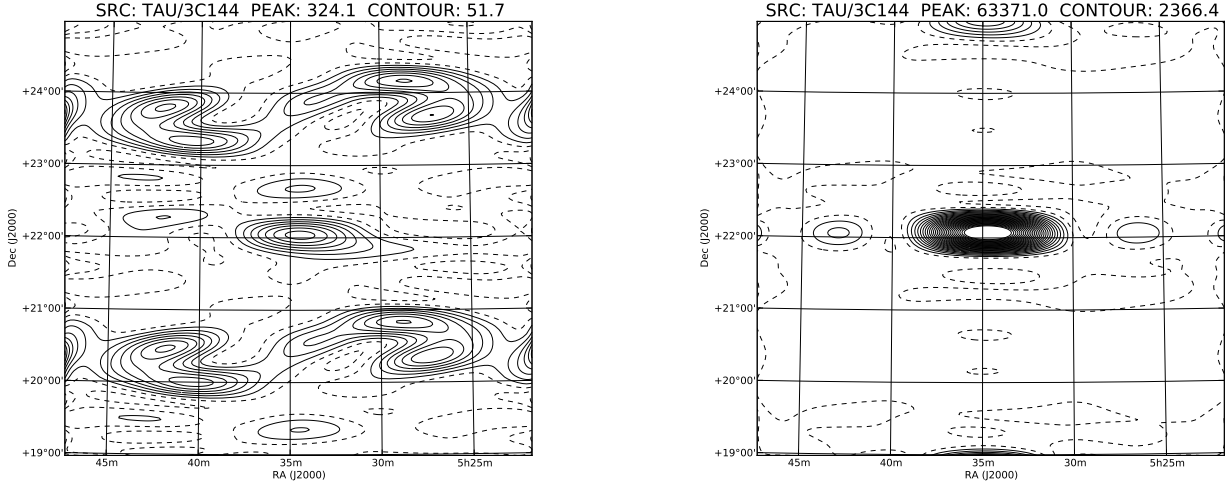 SRC: TAU/3C144 PEAK: 324.1 CONTOUR: 51.7
+24°00'
+23°00'
+22°00'
+21°00'
+20°00'
+19°00'
Dec (J2000)
45m 40m 35m 30m 5h25m
RA (J2000)
SRC: TAU/3C144 PEAK: 63371.0 CONTOUR: 2366.4
+24°00'
+23°00'
+22°00'
+21°00'
+20°00'
+19°00'
Dec (J2000)
45m 40m 35m 30m 5h25m
RA (J2000)